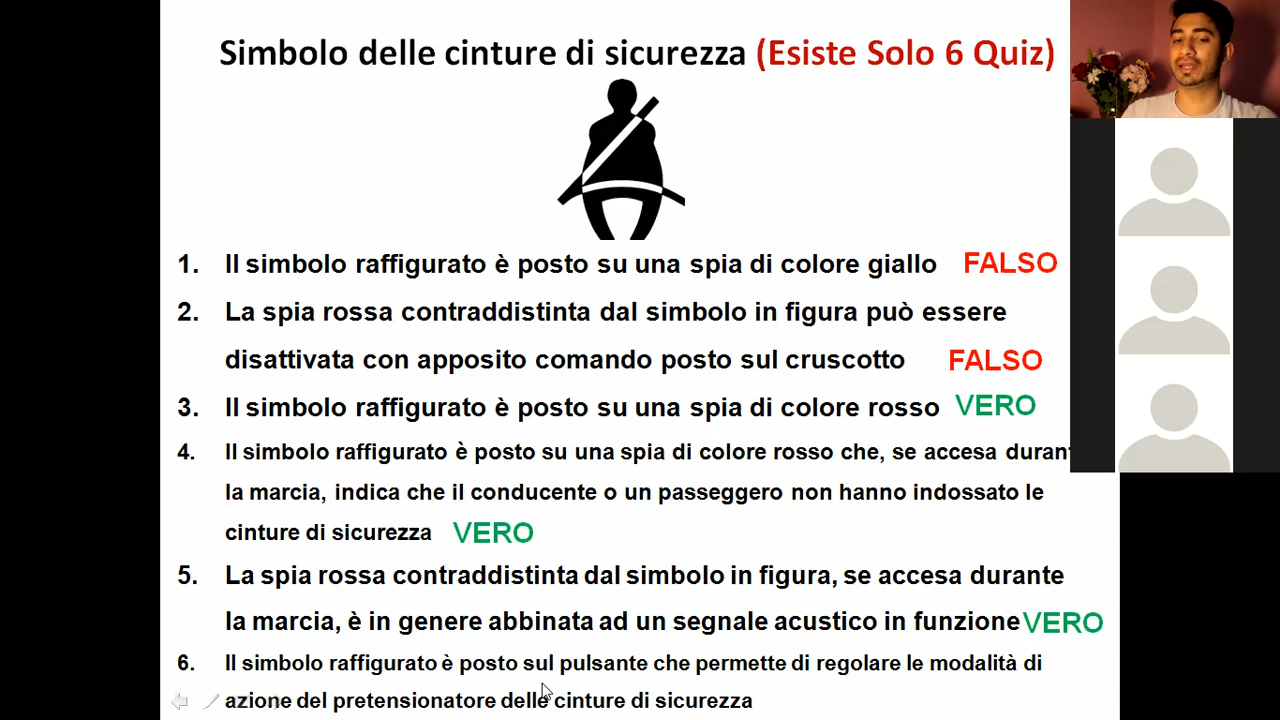 Simbolo delle cinture di sicurezza (Esiste Solo 6 Quiz)
1. Il simbolo raffigurato è posto su una spia di colore giallo FALSO
2. La spia rossa contraddistinta dal simbolo in figura può essere
disattivata con apposito comando posto sul cruscotto FALSO
3. Il simbolo raffigurato è posto su una spia di colore rosso VERO
4. Il simbolo raffigurato è posto su una spia di colore rosso che, se accesa durant
la marcia, indica che il conducente o un passeggero non hanno indossato le
cinture di sicurezza VERO
5. La spia rossa contraddistinta dal simbolo in figura, se accesa durante
la marcia, è in genere abbinata ad un segnale acustico in funzione VERO
6. Il simbolo raffigurato è posto sul pulsante che permette di regolare le modalità di
azione del pretensionatore delle cinture di sicurezza